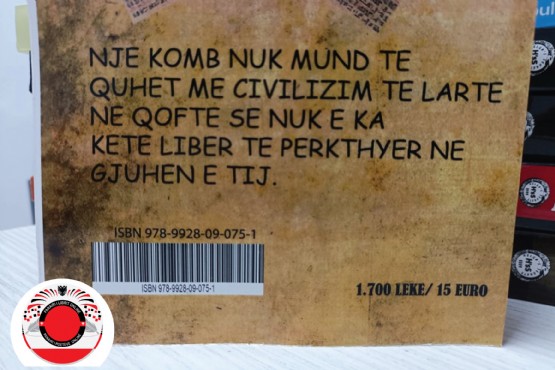 NJE KOMB NUK MUND TE
QUHET ME CIVILIZIM TE LARTE
NE QOFTE SE NUK E KA
KETE LIBER TE PERKTHYER NE
GJUHEN E TIJ.
ISBN 978-9928-09-075-1
ISBN 978-9928-09-075-1
1.700 LEKE/ 15 EURO